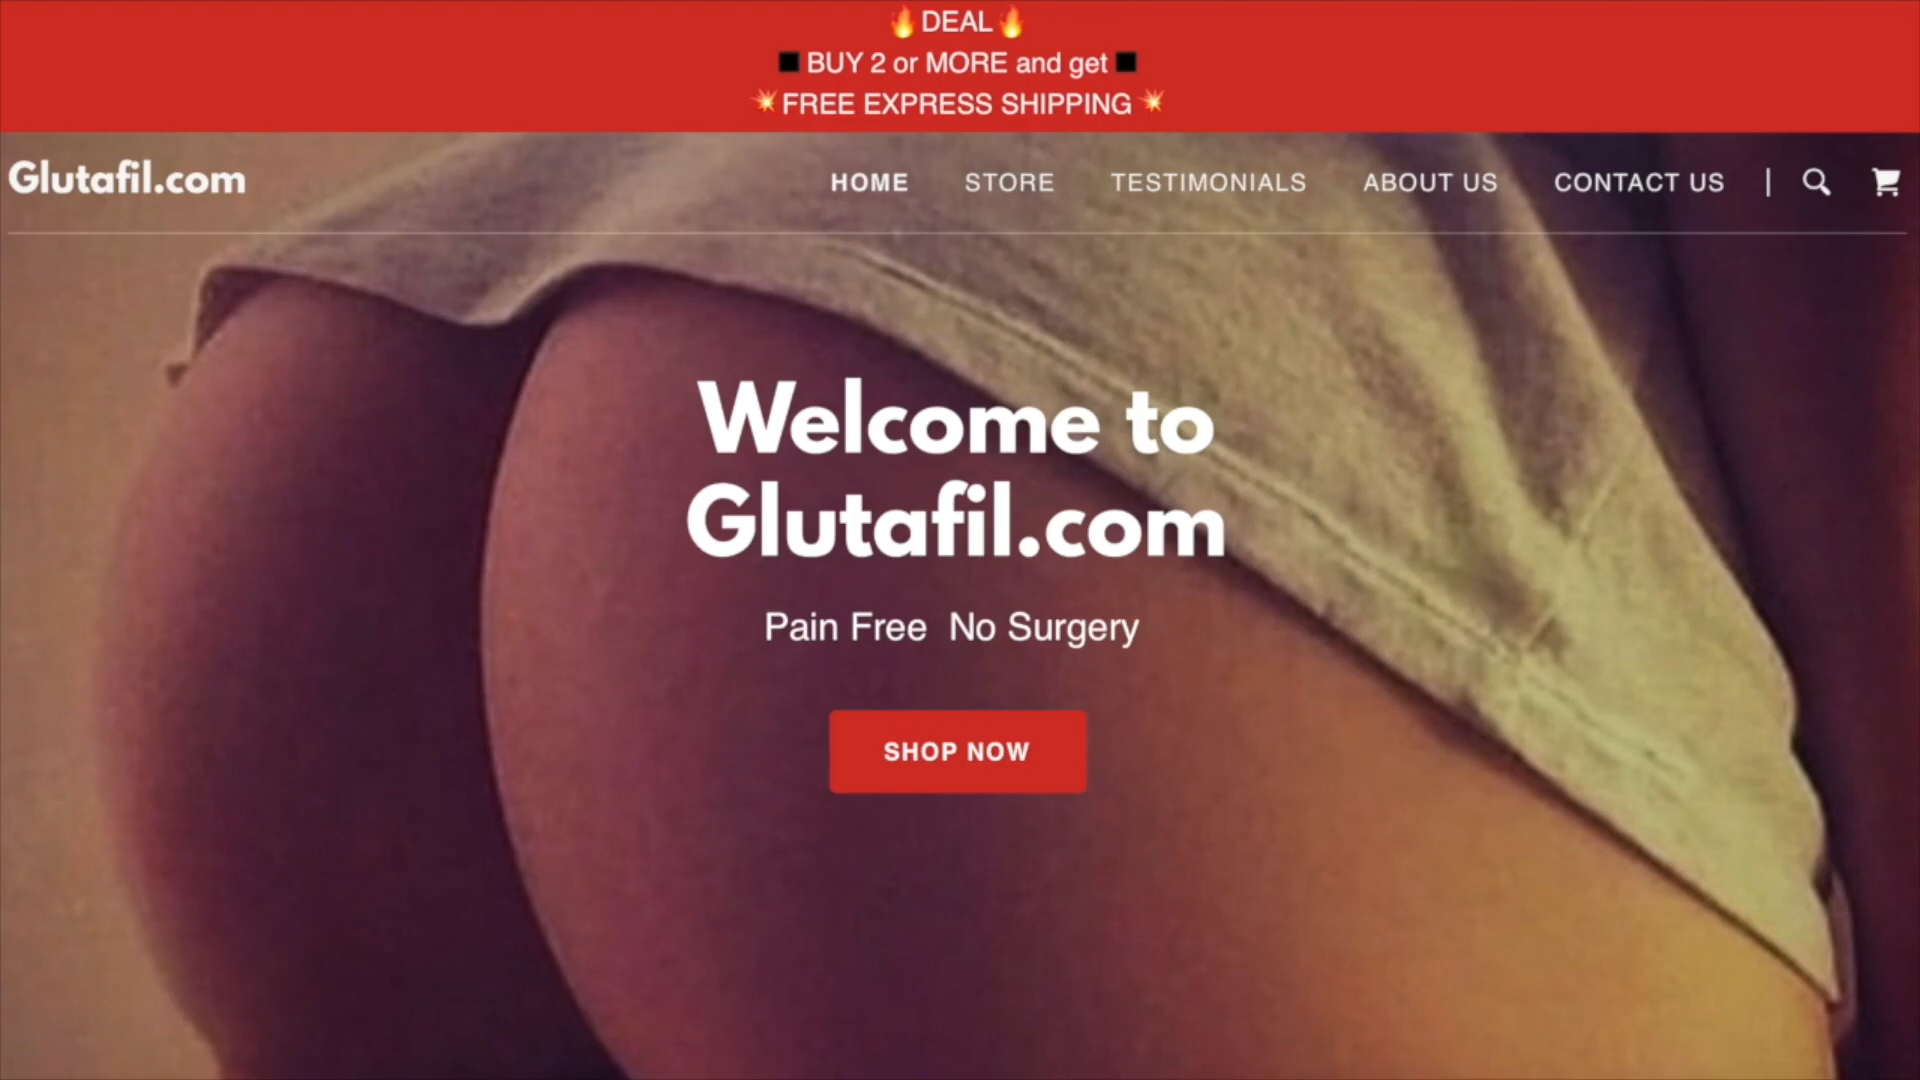 🔥DEAL🔥
⬛ BUY 2 or MORE and get ⬛
💥FREE EXPRESS SHIPPING💥
Glutafil.com
HOME
STORE
TESTIMONIALS
ABOUT US
CONTACT US
Welcome to
Glutafil.com
Pain Free No Surgery
SHOP NOW